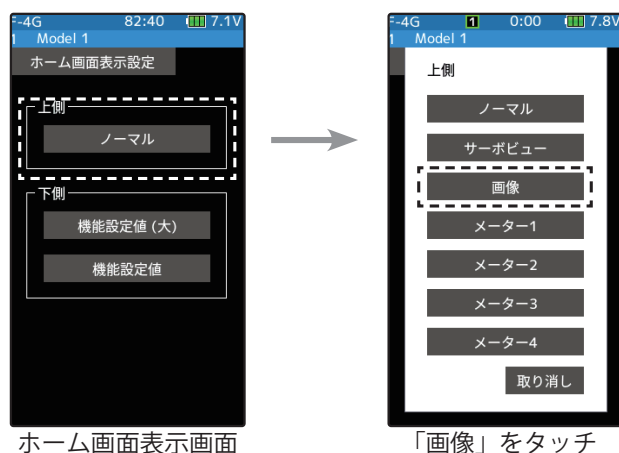 F-4G 82:40 7.1V
1 Model 1
ホーム画面表示設定
上側
ノーマル
下側
機能設定値 (大)
機能設定値
ホーム画面表示画面
-4G 1 0:00 7.8V
1 Model 1
上側
ノーマル
サーボビュー
画像
メーター1
メーター2
メーター3
メーター4
取り消し
「画像」をタッチ